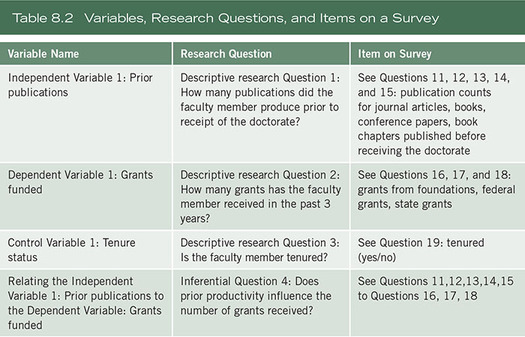 Table 8.2 Variables, Research Questions, and Items on a Survey
Variable Name
Research Question
Item on Survey
Independent Variable 1: Prior
publications
Descriptive research Question 1:
How many publications did the
faculty member produce prior to
receipt of the doctorate?
See Questions 11, 12, 13, 14,
and 15: publication counts
for journal articles, books,
conference papers, book
chapters published before
receiving the doctorate
Dependent Variable 1: Grants
funded
Descriptive research Question 2:
How many grants has the faculty
member received in the past 3
years?
See Questions 16, 17, and 18:
grants from foundations, federal
grants, state grants
Control Variable 1: Tenure
status
Descriptive research Question 3:
Is the faculty member tenured?
See Question 19: tenured
(yes/no)
Relating the Independent
Variable 1: Prior publications to
the Dependent Variable: Grants
funded
Inferential Question 4: Does
prior productivity influence the
number of grants received?
See Questions 11,12,13,14,15
to Questions 16, 17, 18